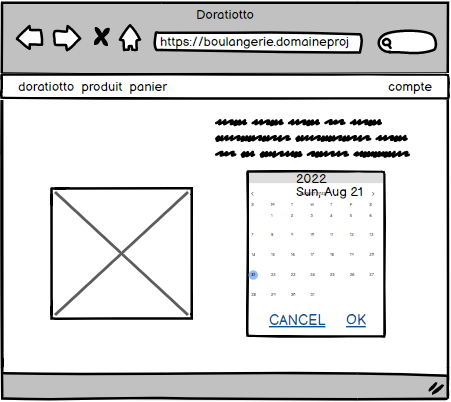 Doratiotto
https://boulangerie.domaineproj
doratiotto produit panier compte
2022
Sun, Aug 21
S M T W T F S
1 2 3 4 5 6
7 8 9 10 11 12 13
14 15 16 17 18 19 20
21 22 23 24 25 26 27
28 29 30 31
CANCEL OK